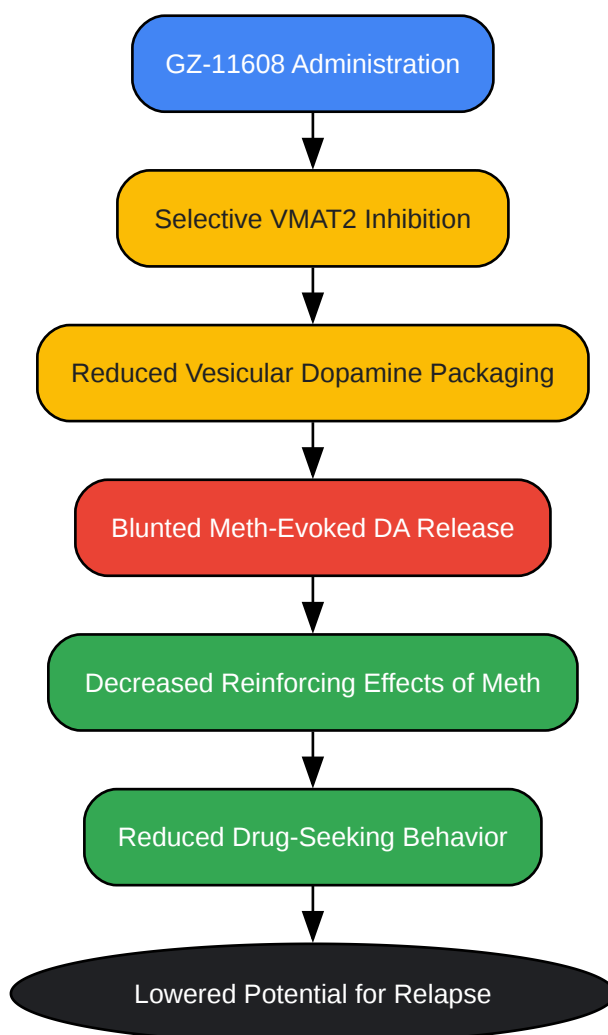 GZ-11608 Administration
Selective VMAT2 Inhibition
Reduced Vesicular Dopamine Packaging
Blunted Meth-Evoked DA Release
Decreased Reinforcing Effects of Meth
Reduced Drug-Seeking Behavior
Lowered Potential for Relapse